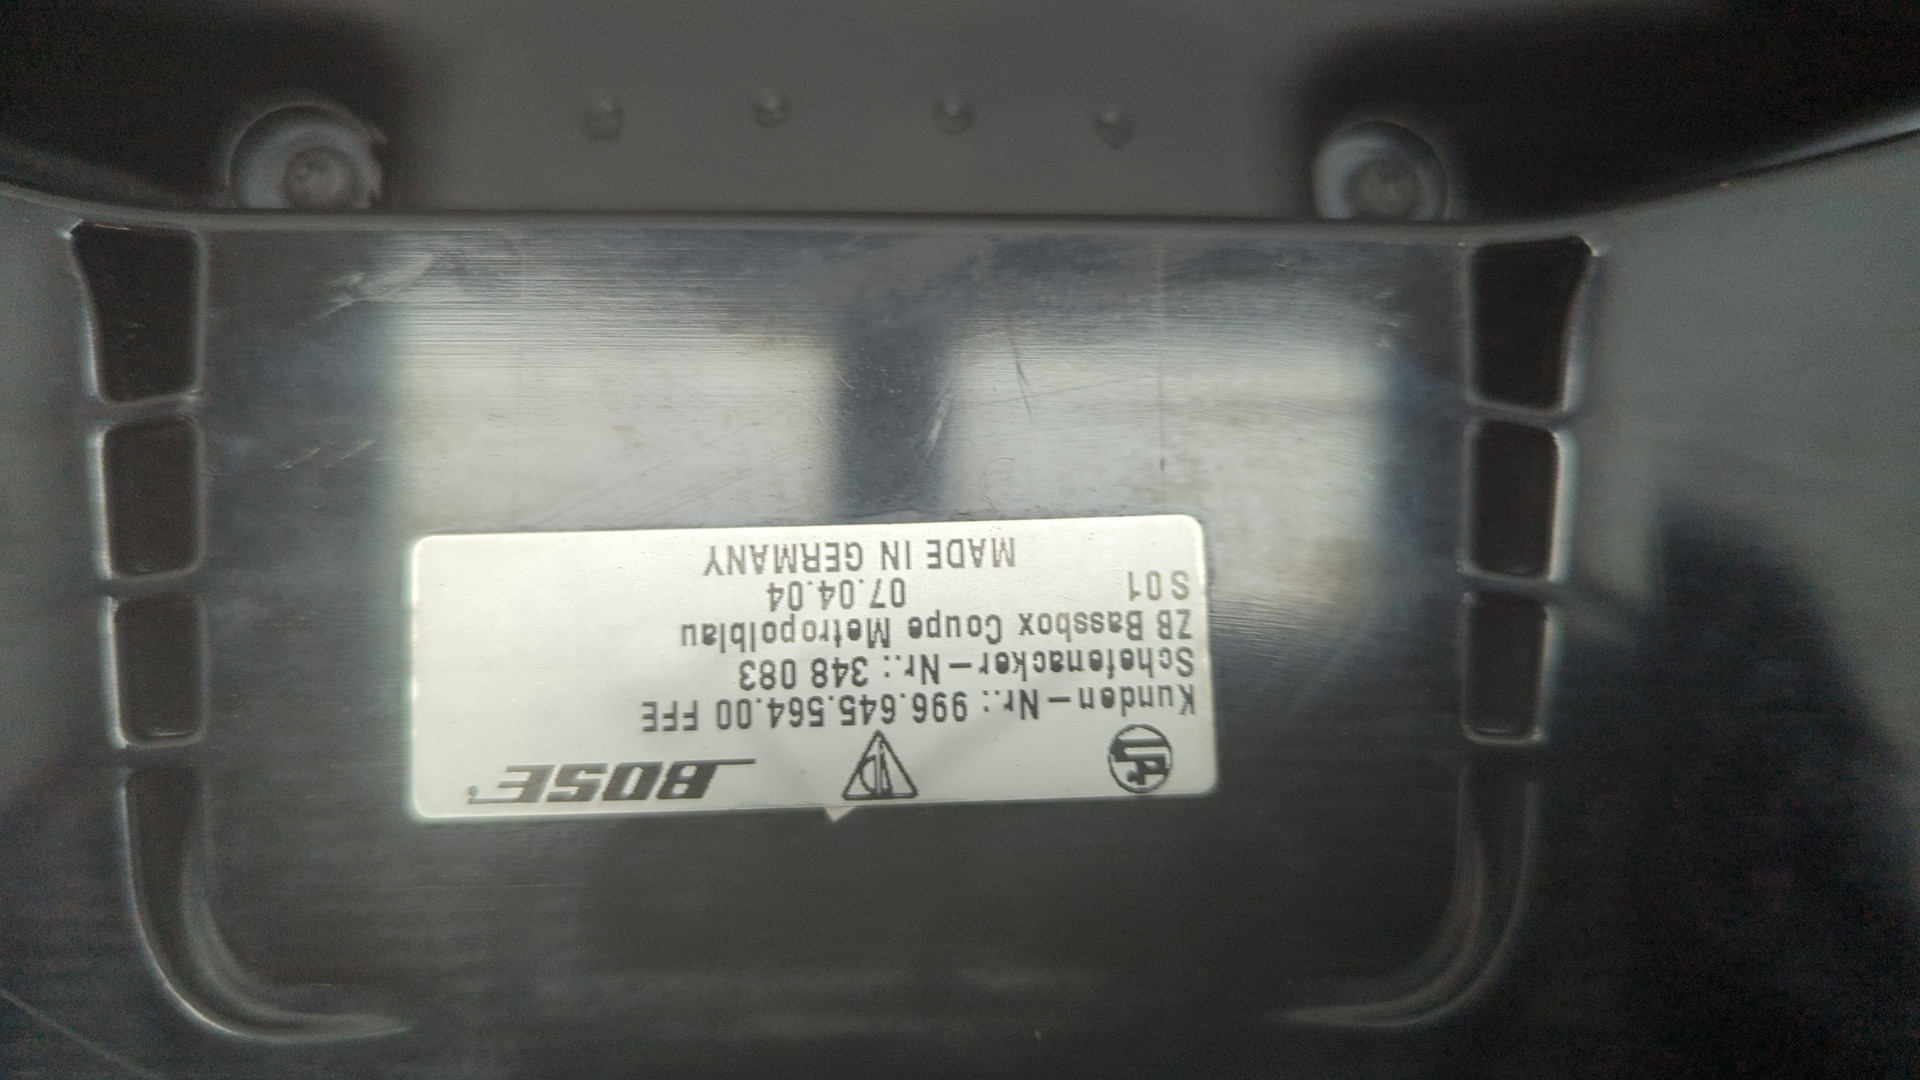 BOSE®
Kunden-Nr.: 996.645.564.00 FFE
Schefenacker-Nr.: 348 083
ZB Bassbox Coupe Metropolblau
S 01 07.04.04
MADE IN GERMANY